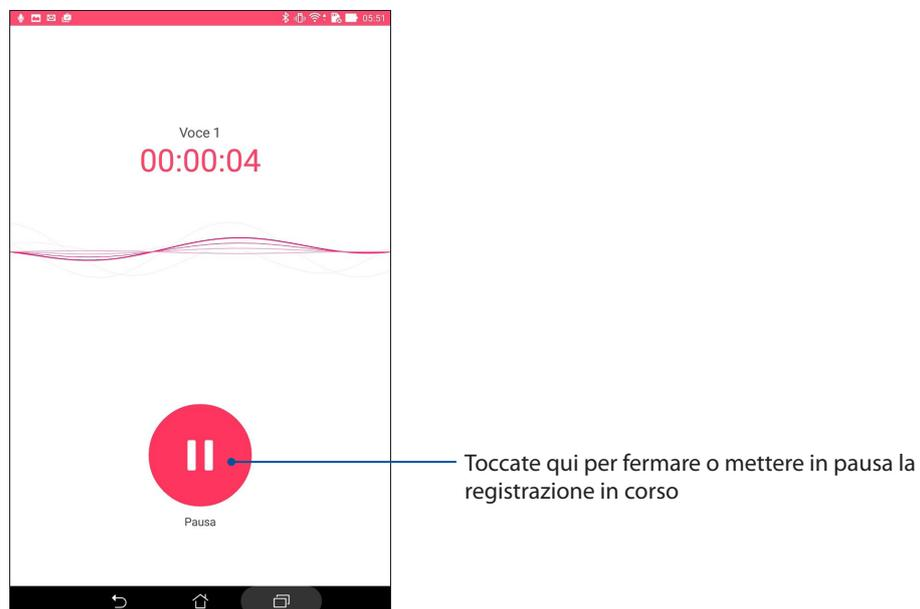 05:51
Voce 1
00:00:04
Pausa
Toccate qui per fermare o mettere in pausa la
registrazione in corso